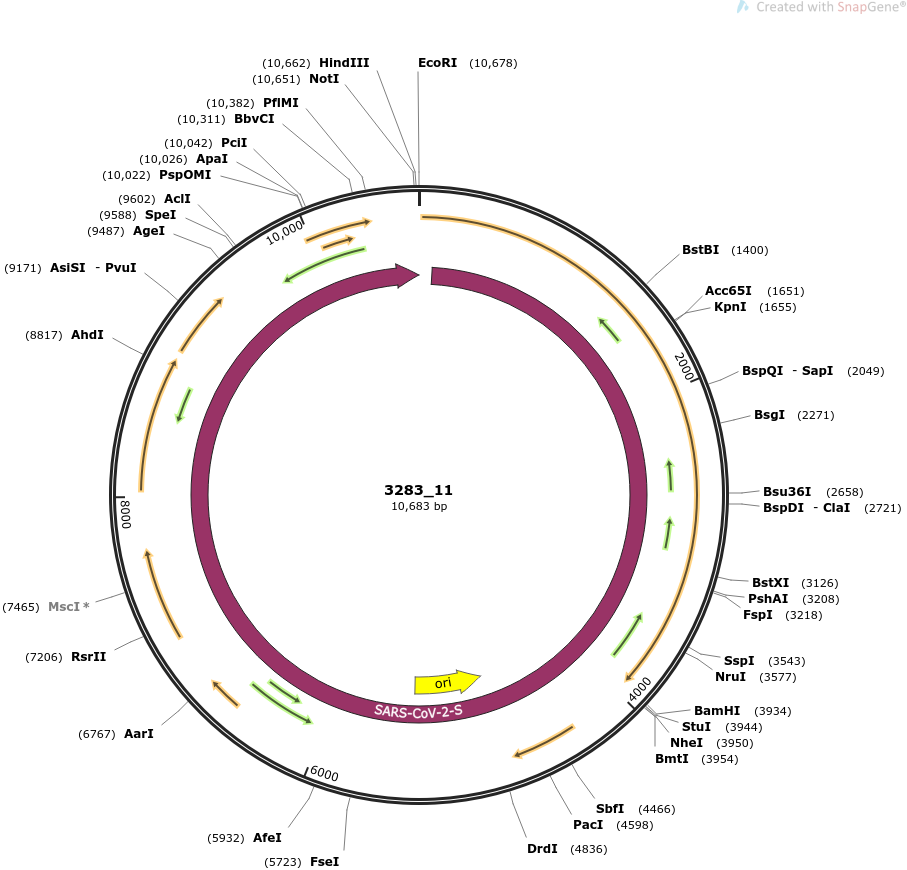 Created with SnapGene®
(10,662) HindIII
EcoRI (10,678)
(10,651) NotI
(10,382) PflMI
(10,311) BbvCI
(10,042) PciI
(10,026) ApaI
(10,022) PspOMI
(9602) AclI
(9588) SpeI
(9487) AgeI
(9171) AsiSI - PvuI
(8817) AhdI
10,000
BstBI (1400)
Acc65I (1651)
KpnI (1655)
2000
BspQI - SapI (2049)
BsgI (2271)
Bsu36I (2658)
BspDI - ClaI (2721)
3283_11
10,683 bp
8000
BstXI (3126)
PshAI (3208)
FspI (3218)
(7465) MscI *
(7206) RsrII
SspI (3543)
NruI (3577)
4000
ori
SARS-CoV-2-S
BamHI (3934)
StuI (3944)
NheI (3950)
BmtI (3954)
(6767) AarI
6000
SbfI (4466)
PacI (4598)
DrdI (4836)
(5932) AfeI
(5723) FseI